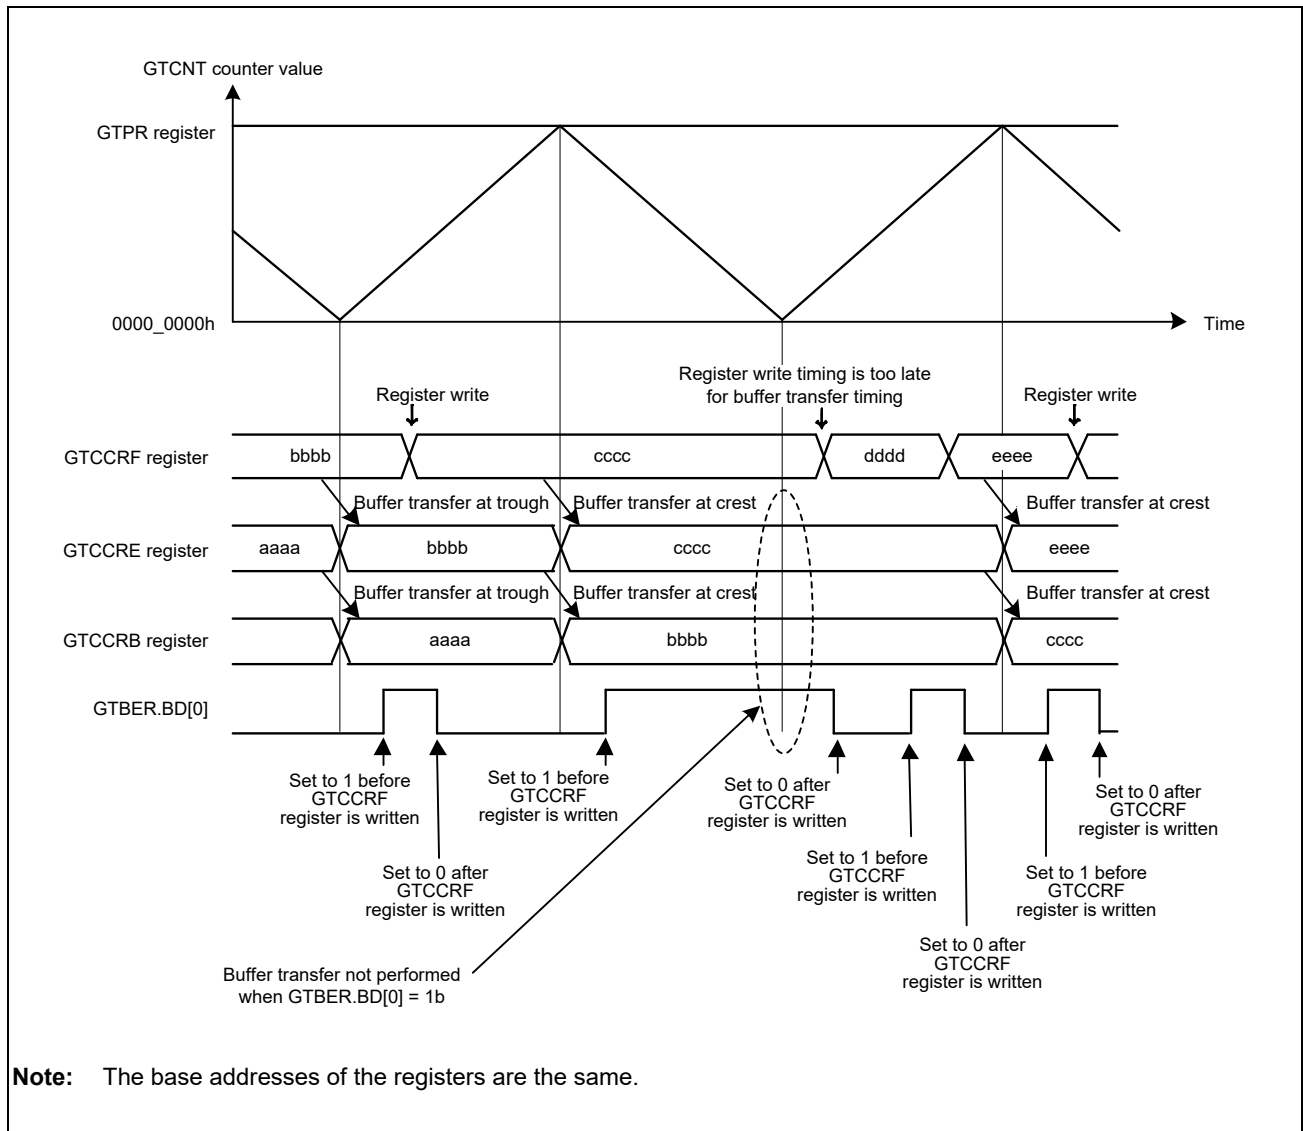 GTCNT counter value
GTPR register
0000_0000h
Time
Register write timing is too late
for buffer transfer timing
Register write
Register write
GTCCRF register
bbbb
cccc
dddd
eeee
Buffer transfer at trough
Buffer transfer at crest
Buffer transfer at crest
GTCCRE register
aaaa
bbbb
cccc
eeee
Buffer transfer at trough
Buffer transfer at crest
Buffer transfer at crest
GTCCRB register
aaaa
bbbb
cccc
GTBER.BD[0]
Set to 1 before
GTCCRF
register is written
Set to 1 before
GTCCRF
register is written
Set to 0 after
GTCCRF
register is written
Set to 0 after
GTCCRF
register is written
Set to 0 after
GTCCRF
register is written
Set to 1 before
GTCCRF
register is written
Set to 1 before
GTCCRF
register is written
Set to 0 after
GTCCRF
register is written
Buffer transfer not performed
when GTBER.BD[0] = 1b
Note: The base addresses of the registers are the same.